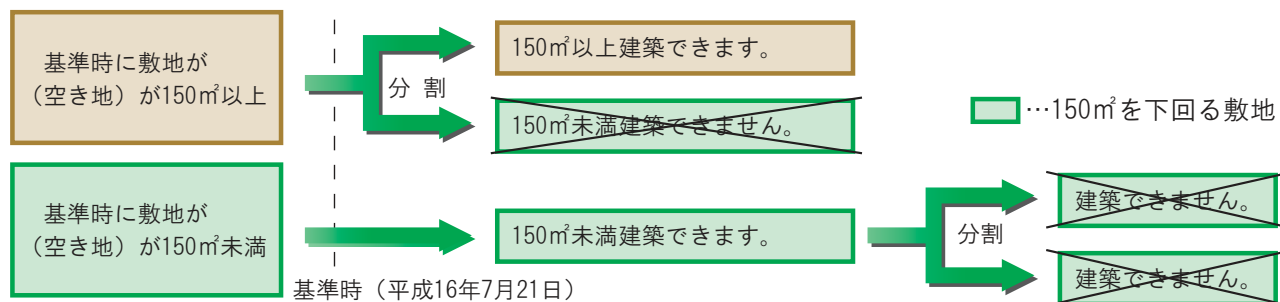 基準時に敷地が
（空き地）が150㎡以上
分 割
150㎡以上建築できます。
150㎡未満建築できません。
…150㎡を下回る敷地
基準時に敷地が
（空き地）が150㎡未満
150㎡未満建築できます。
分割
建築できません。
建築できません。
基準時（平成16年7月21日）